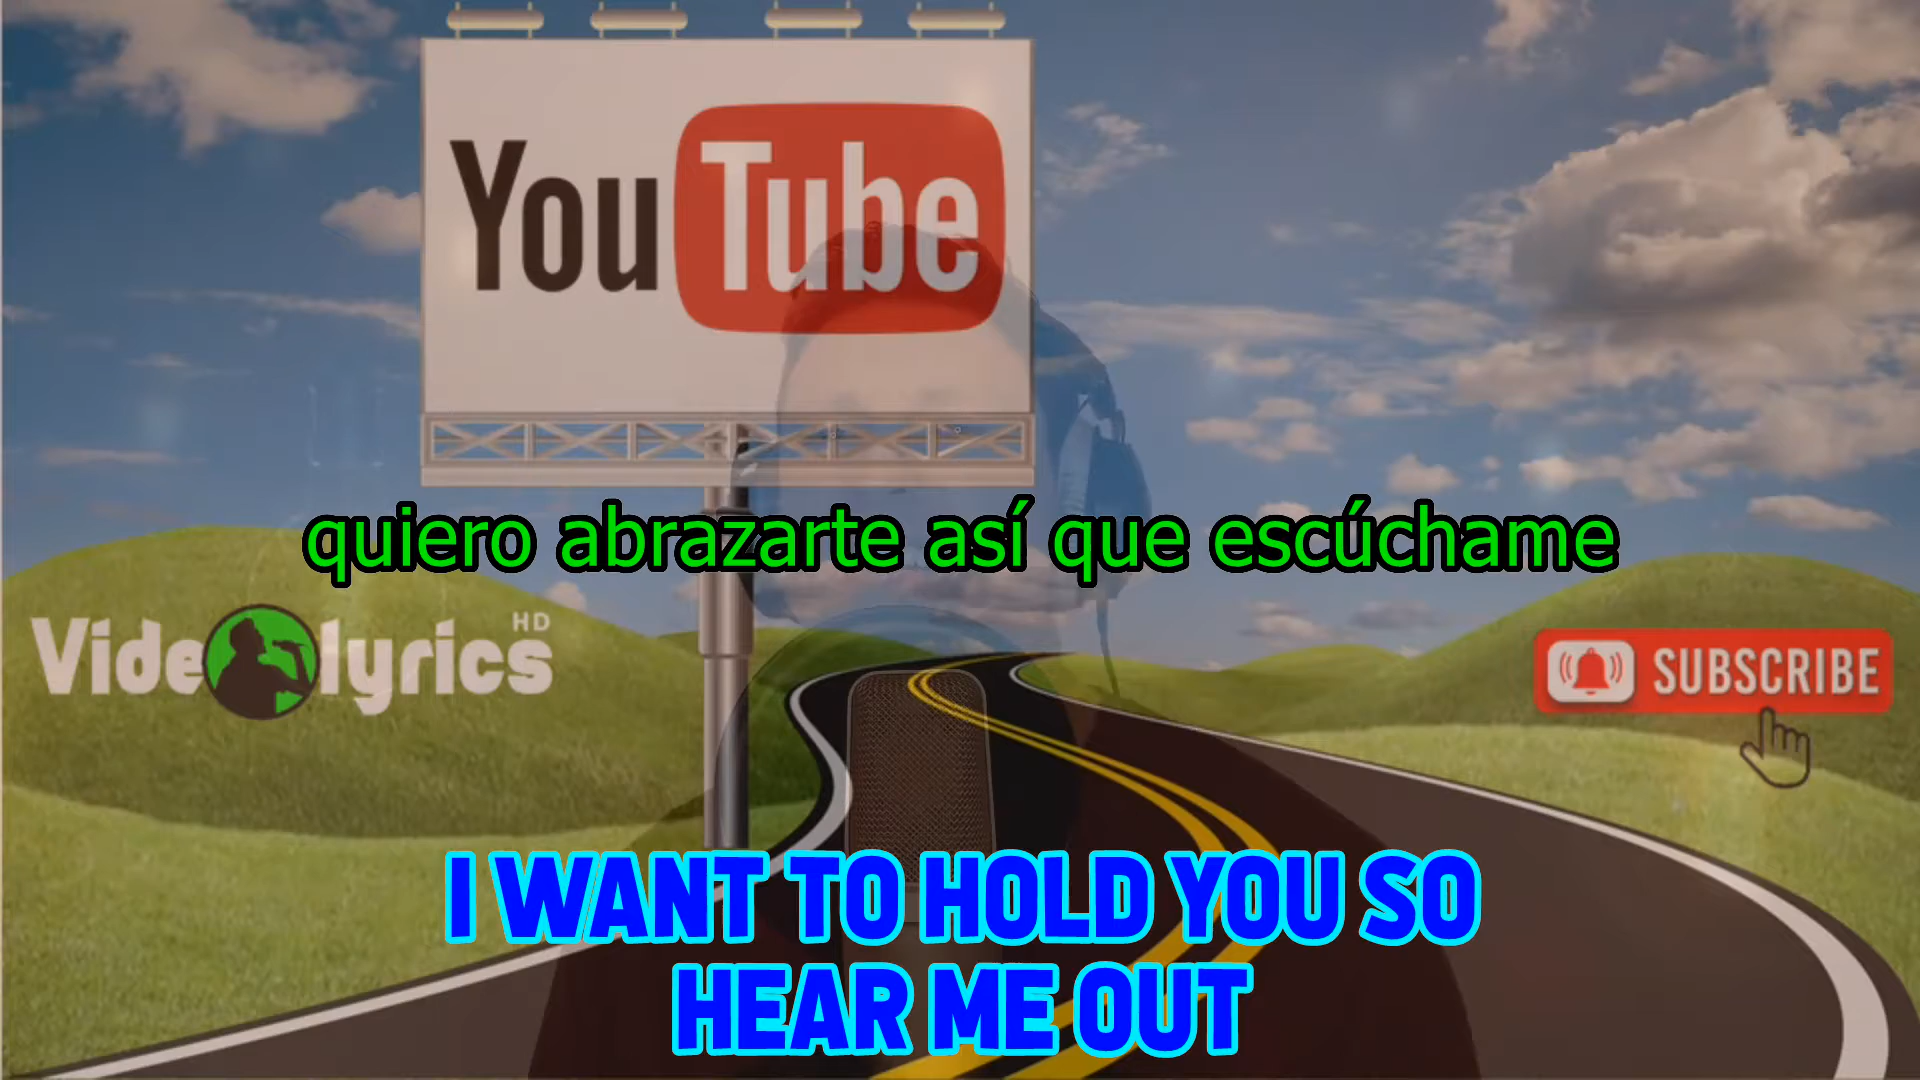 YouTube
quiero abrazarte así que escúchame
Videolyrics HD
SUBSCRIBE
I WANT TO HOLD YOU SO
HEAR ME OUT